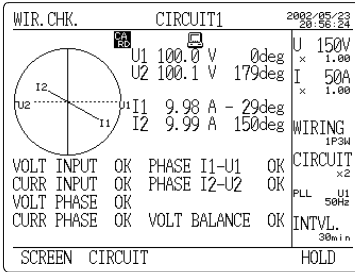 WIR.CHK. CIRCUIT1 2002/05/23
20:56:24
CARD
U1 100.0 V 0deg
U2 100.1 V 179deg
I1 9.98 A - 29deg
I2 9.99 A 150deg
I2
U2 U1
I1
VOLT INPUT OK PHASE I1-U1 OK
CURR INPUT OK PHASE I2-U2 OK
VOLT PHASE OK
CURR PHASE OK VOLT BALANCE OK
U 150V
x 1.00
I 50A
x 1.00
WIRING
1P3W
CIRCUIT
x2
PLL U1
50Hz
INTVL.
30min
SCREEN CIRCUIT HOLD